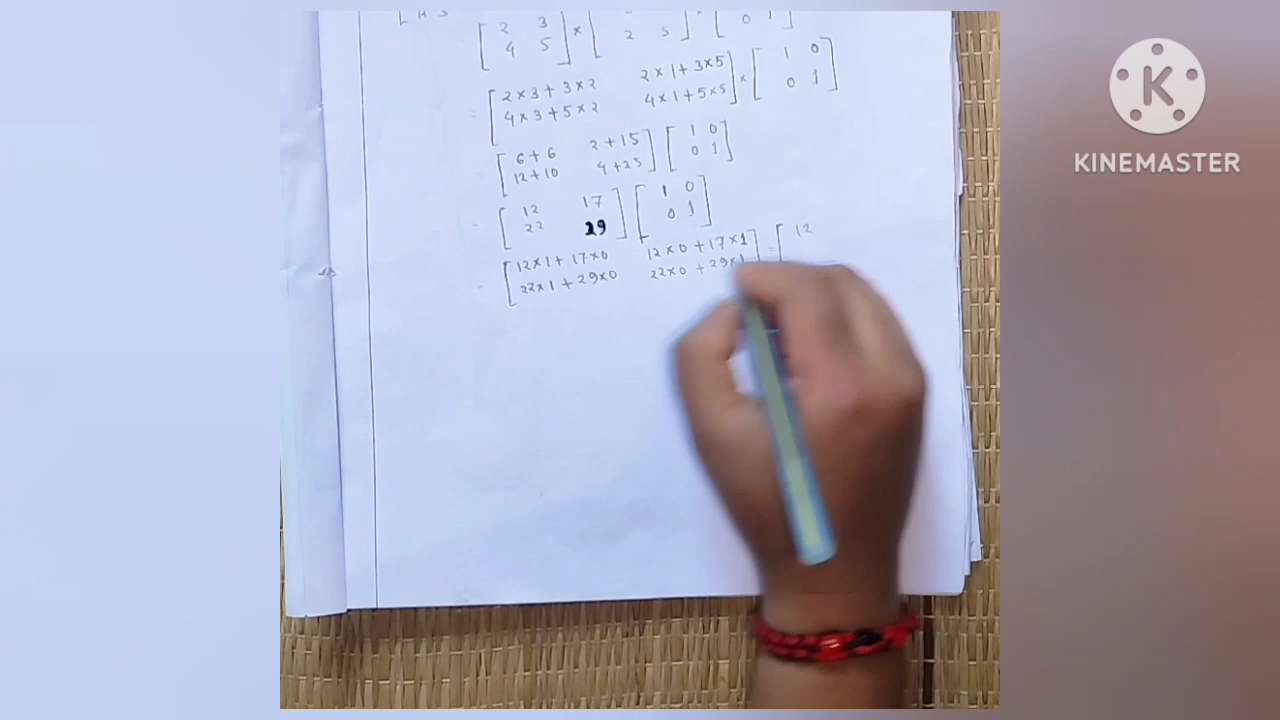 LHS
2 3 1 0
4 5 × 2 5 × 0 1
= 2×3+3×2 2×1+3×5 × 1 0
4×3+5×2 4×1+5×5 0 1
6+6 2+15 1 0
12+10 4+25 0 1
12 17 1 0
22 29 0 1
12×1+17×0 12×0+17×1 = 12
22×1+29×0 22×0+29×1
K
KINEMASTER